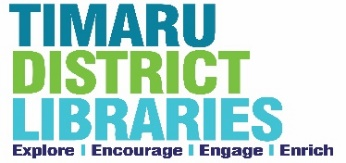 TIMARU
DISTRICT
LIBRARIES
Explore | Encourage | Engage | Enrich